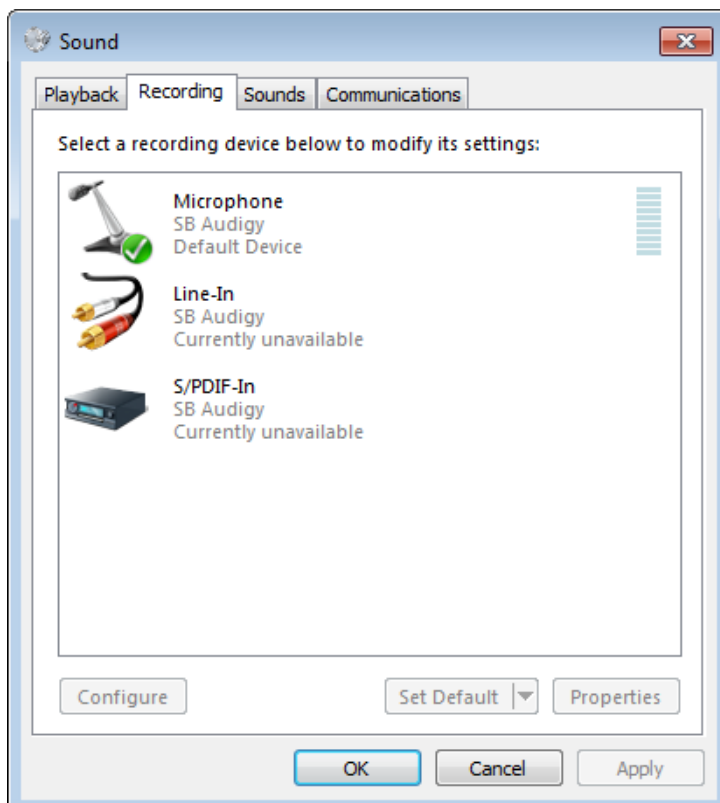 Sound
Playback Recording Sounds Communications
Select a recording device below to modify its settings:
Microphone
SB Audigy
Default Device
Line-In
SB Audigy
Currently unavailable
S/PDIF-In
SB Audigy
Currently unavailable
Configure Set Default Properties
OK Cancel Apply